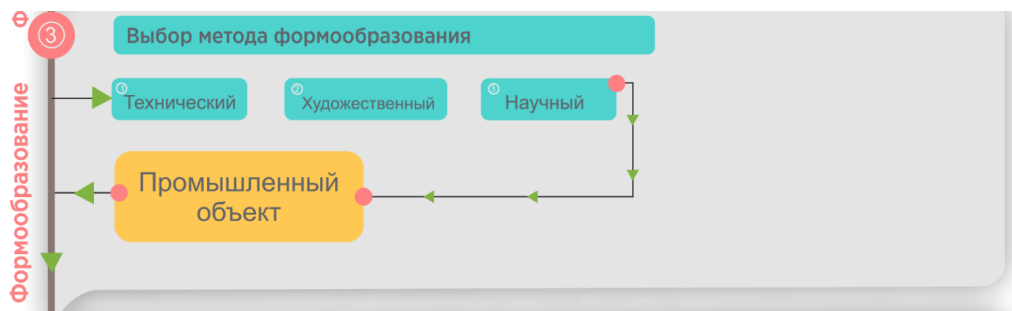 ③
Выбор метода формообразования
① Технический
② Художественный
③ Научный
Промышленный
объект
Формообразование
Ф